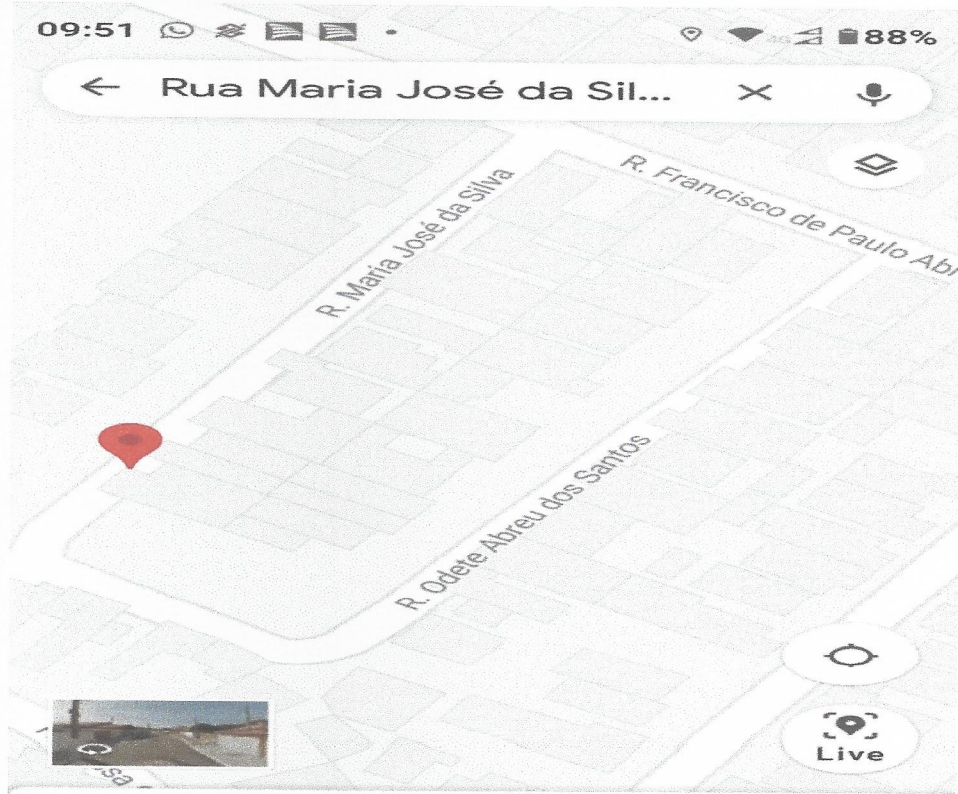 09:51 88%
Rua Maria José da Sil...
R. Francisco de Paulo Abr
R. Maria José da Silva
R. Odete Abreu dos Santos
Live